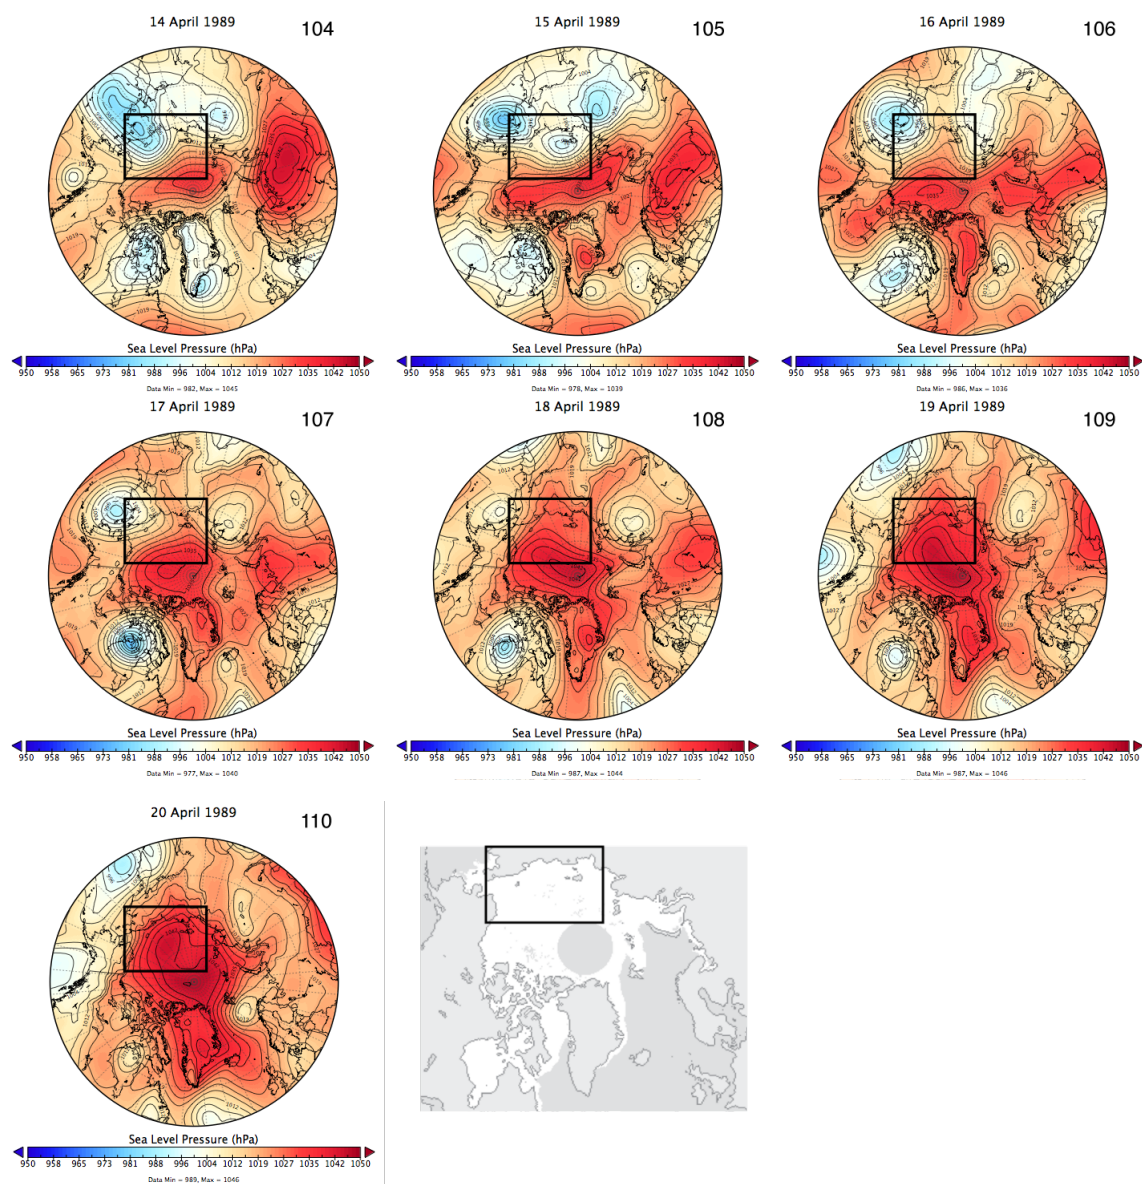 14 April 1989
104
15 April 1989
105
16 April 1989
106
Sea Level Pressure (hPa)
950 958 965 973 981 988 996 1004 1012 1019 1027 1035 1042 1050
Data Min = 982, Max = 1045
Sea Level Pressure (hPa)
950 958 965 973 981 988 996 1004 1012 1019 1027 1035 1042 1050
Data Min = 978, Max = 1039
Sea Level Pressure (hPa)
950 958 965 973 981 988 996 1004 1012 1019 1027 1035 1042 1050
Data Min = 986, Max = 1036
17 April 1989
107
18 April 1989
108
19 April 1989
109
Sea Level Pressure (hPa)
950 958 965 973 981 988 996 1004 1012 1019 1027 1035 1042 1050
Data Min = 977, Max = 1040
Sea Level Pressure (hPa)
950 958 965 973 981 988 996 1004 1012 1019 1027 1035 1042 1050
Data Min = 987, Max = 1044
Sea Level Pressure (hPa)
950 958 965 973 981 988 996 1004 1012 1019 1027 1035 1042 1050
Data Min = 987, Max = 1046
20 April 1989
110
Sea Level Pressure (hPa)
950 958 965 973 981 988 996 1004 1012 1019 1027 1035 1042 1050
Data Min = 989, Max = 1046